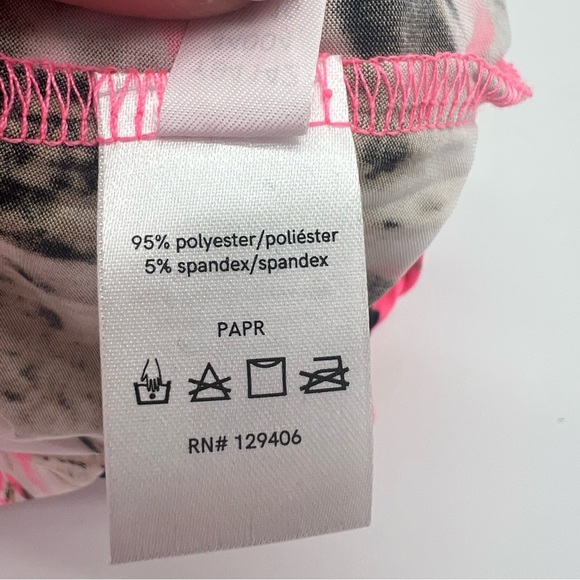 95% polyester/poliéster
5% spandex/spandex
PAPR
RN# 129406